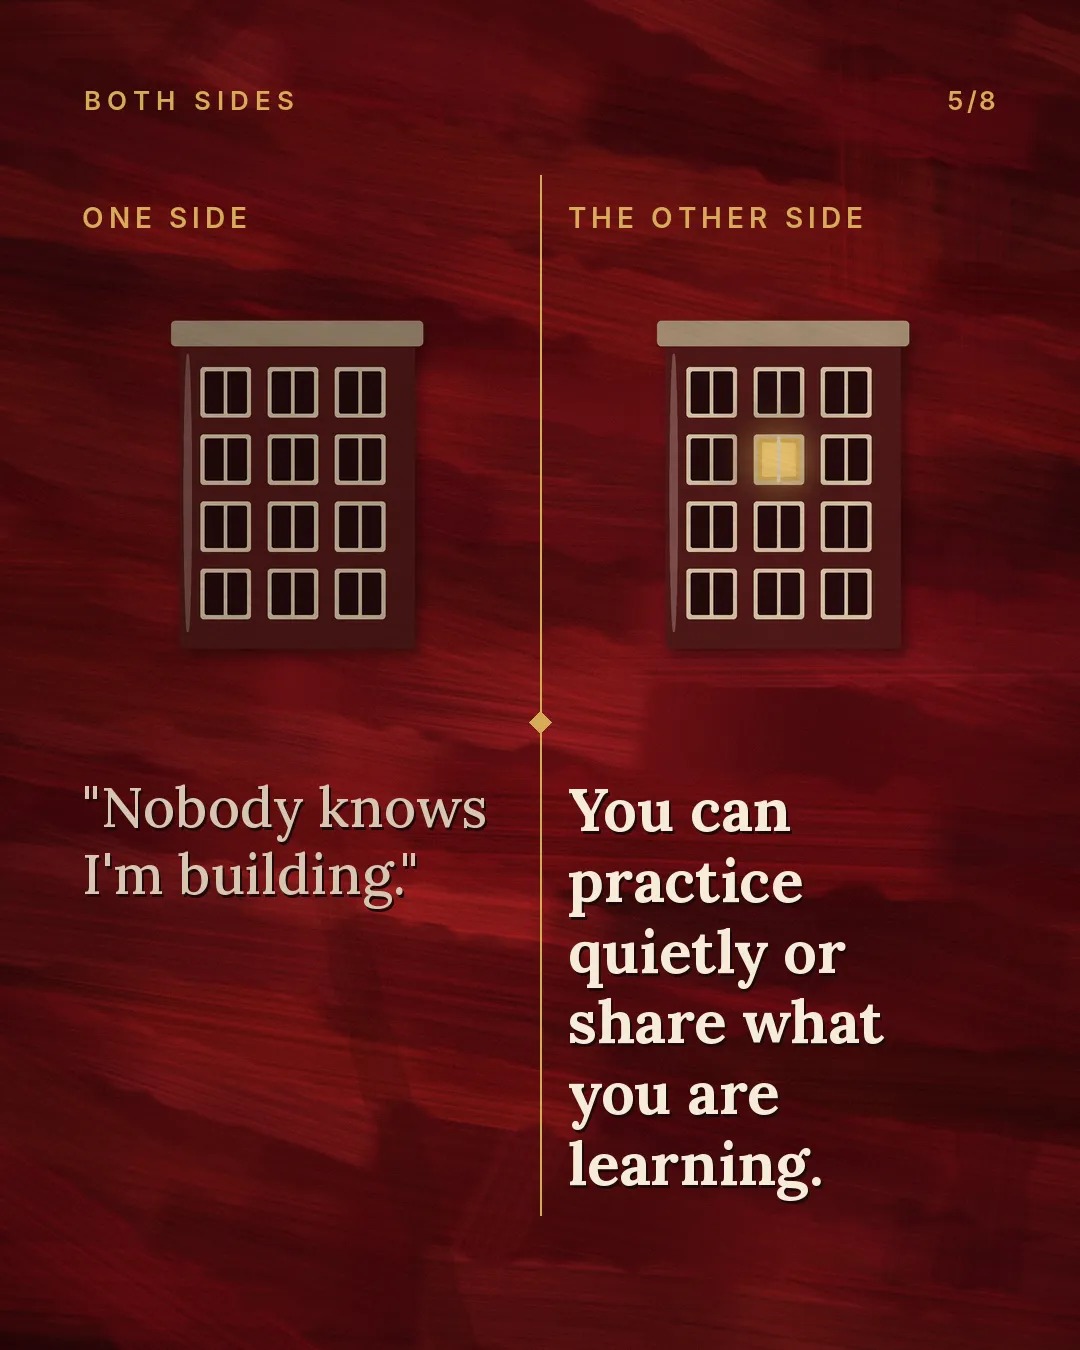 BOTH SIDES
5/8
ONE SIDE
"Nobody knows
I'm building."
THE OTHER SIDE
You can
practice
quietly or
share what
you are
learning.